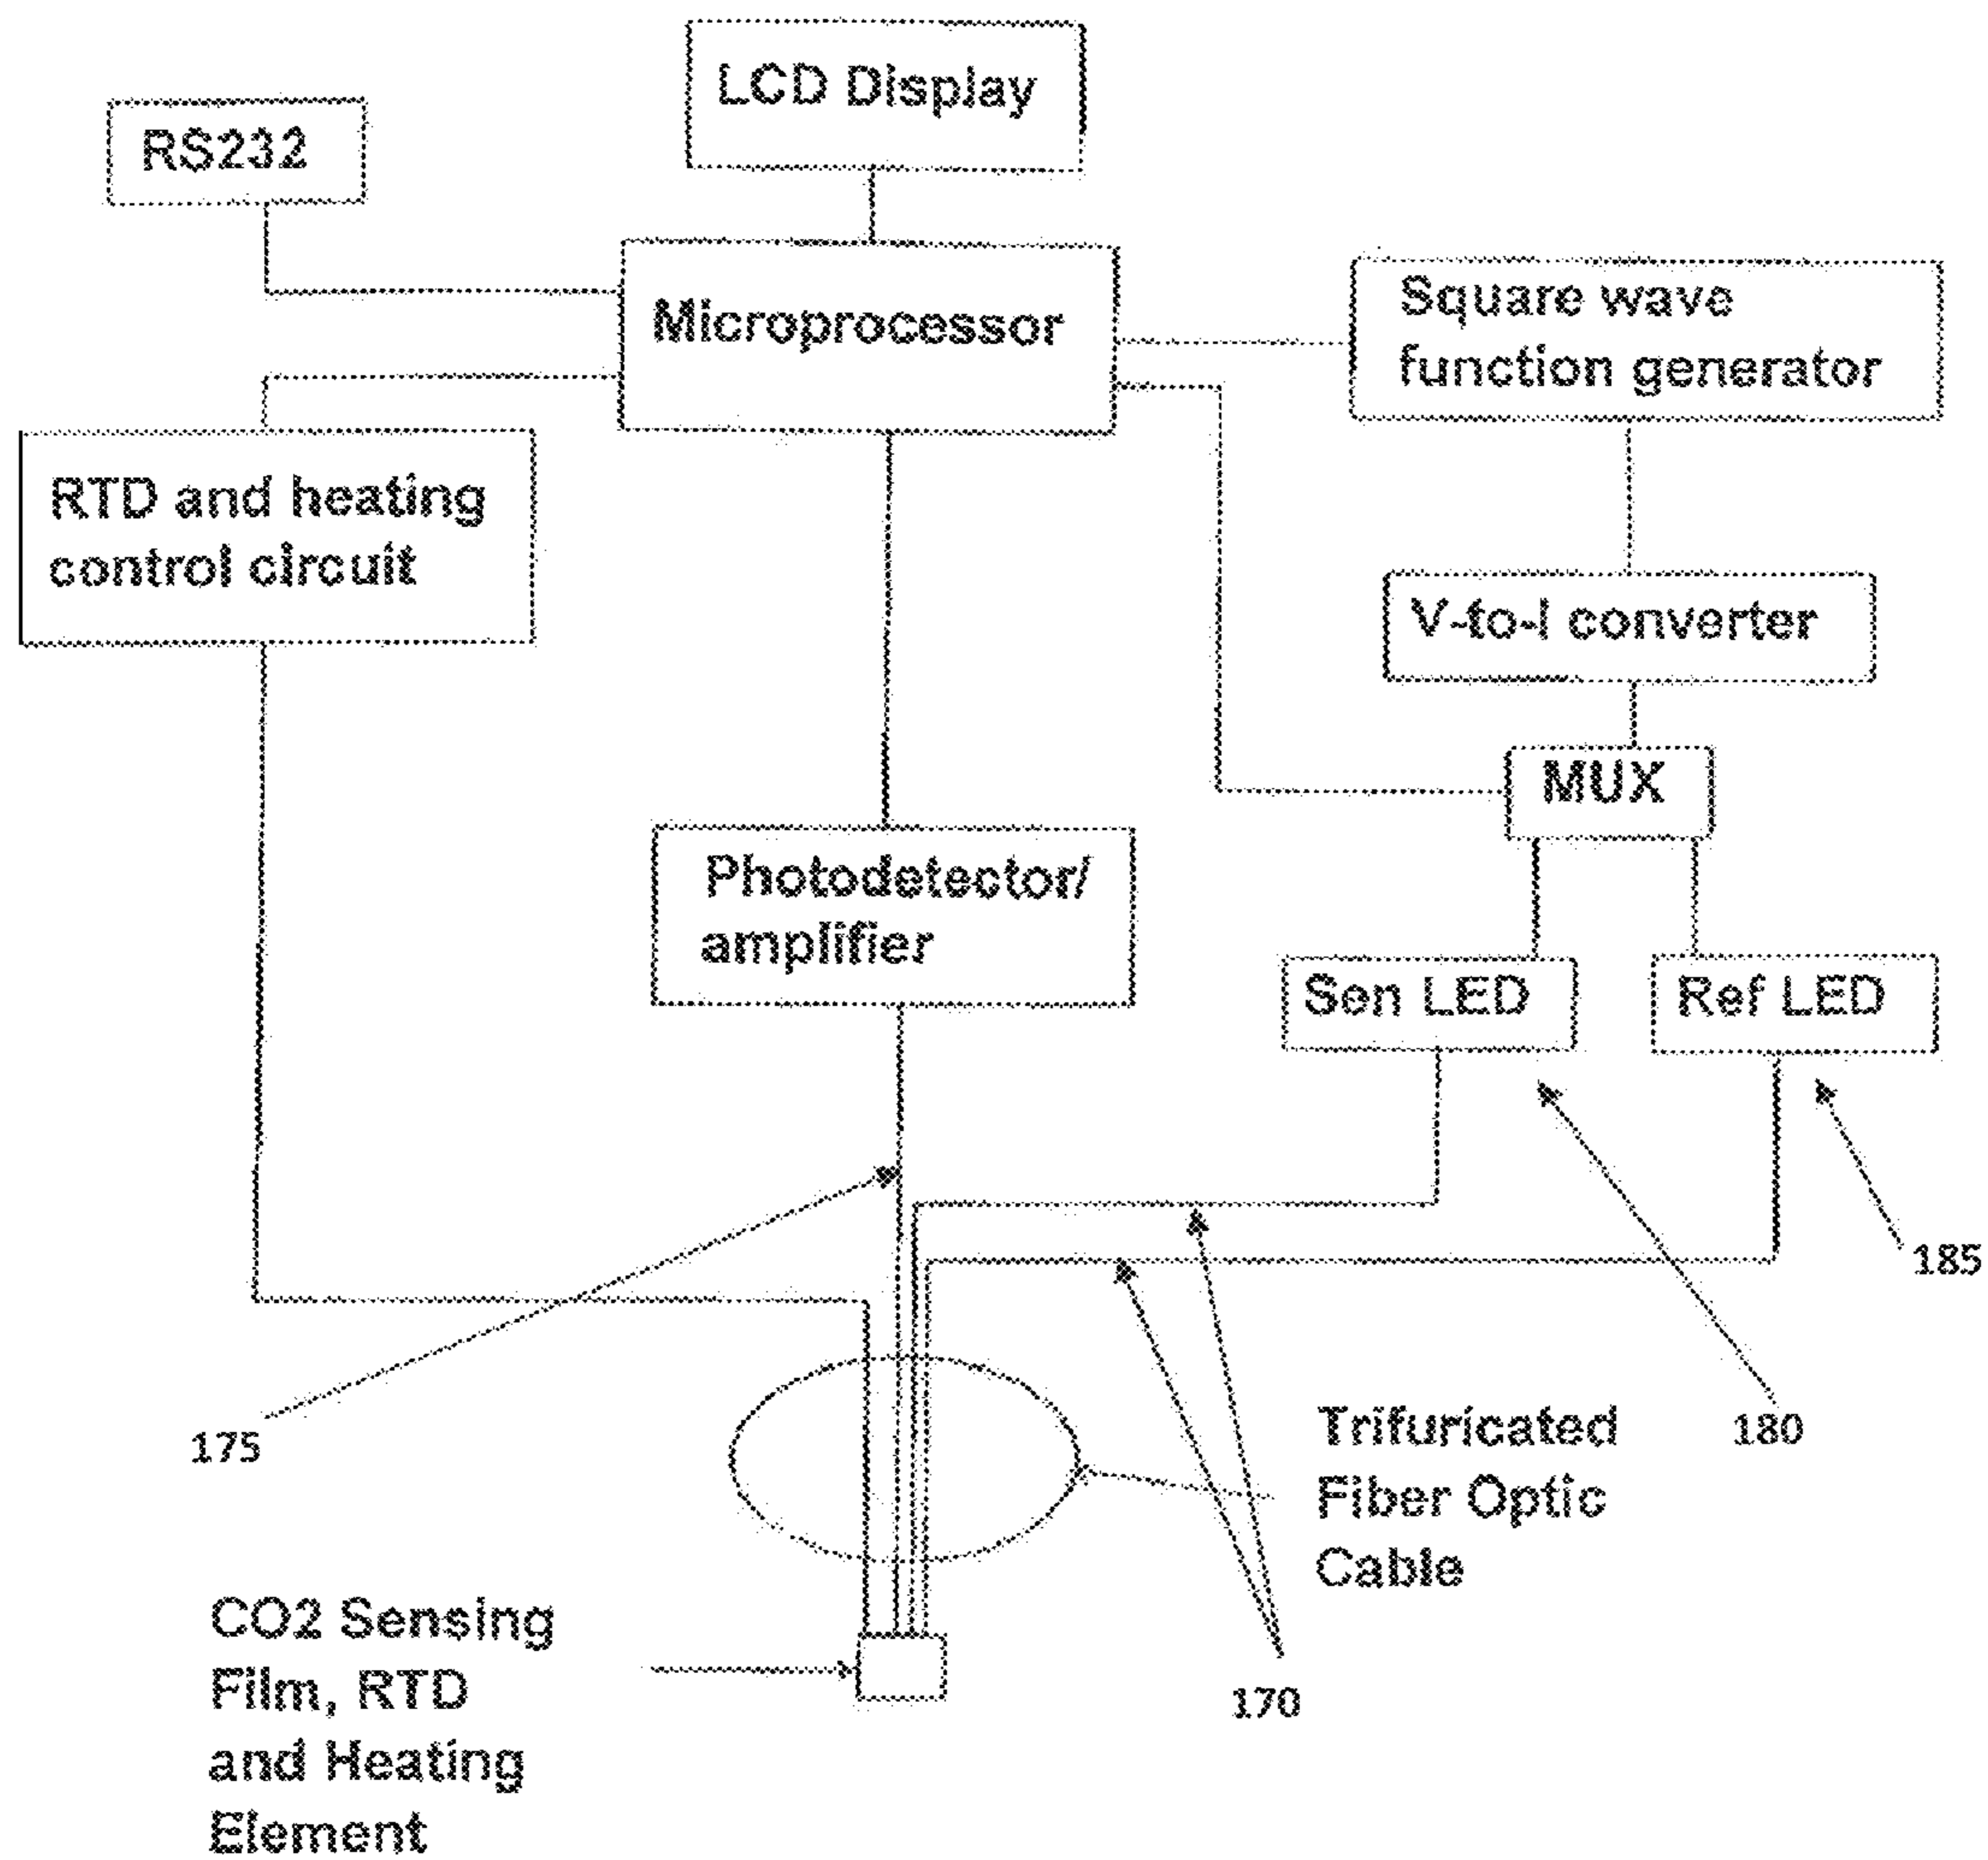 LCD Display
RS232
Microprocessor
Square wave
function generator
RTD and heating
control circuit
V-to-I converter
MUX
Photodetector/
amplifier
Sen LED
Ref LED
185
175
180
Trifuricated
Fiber Optic
Cable
170
CO2 Sensing
Film, RTD
and Heating
Element